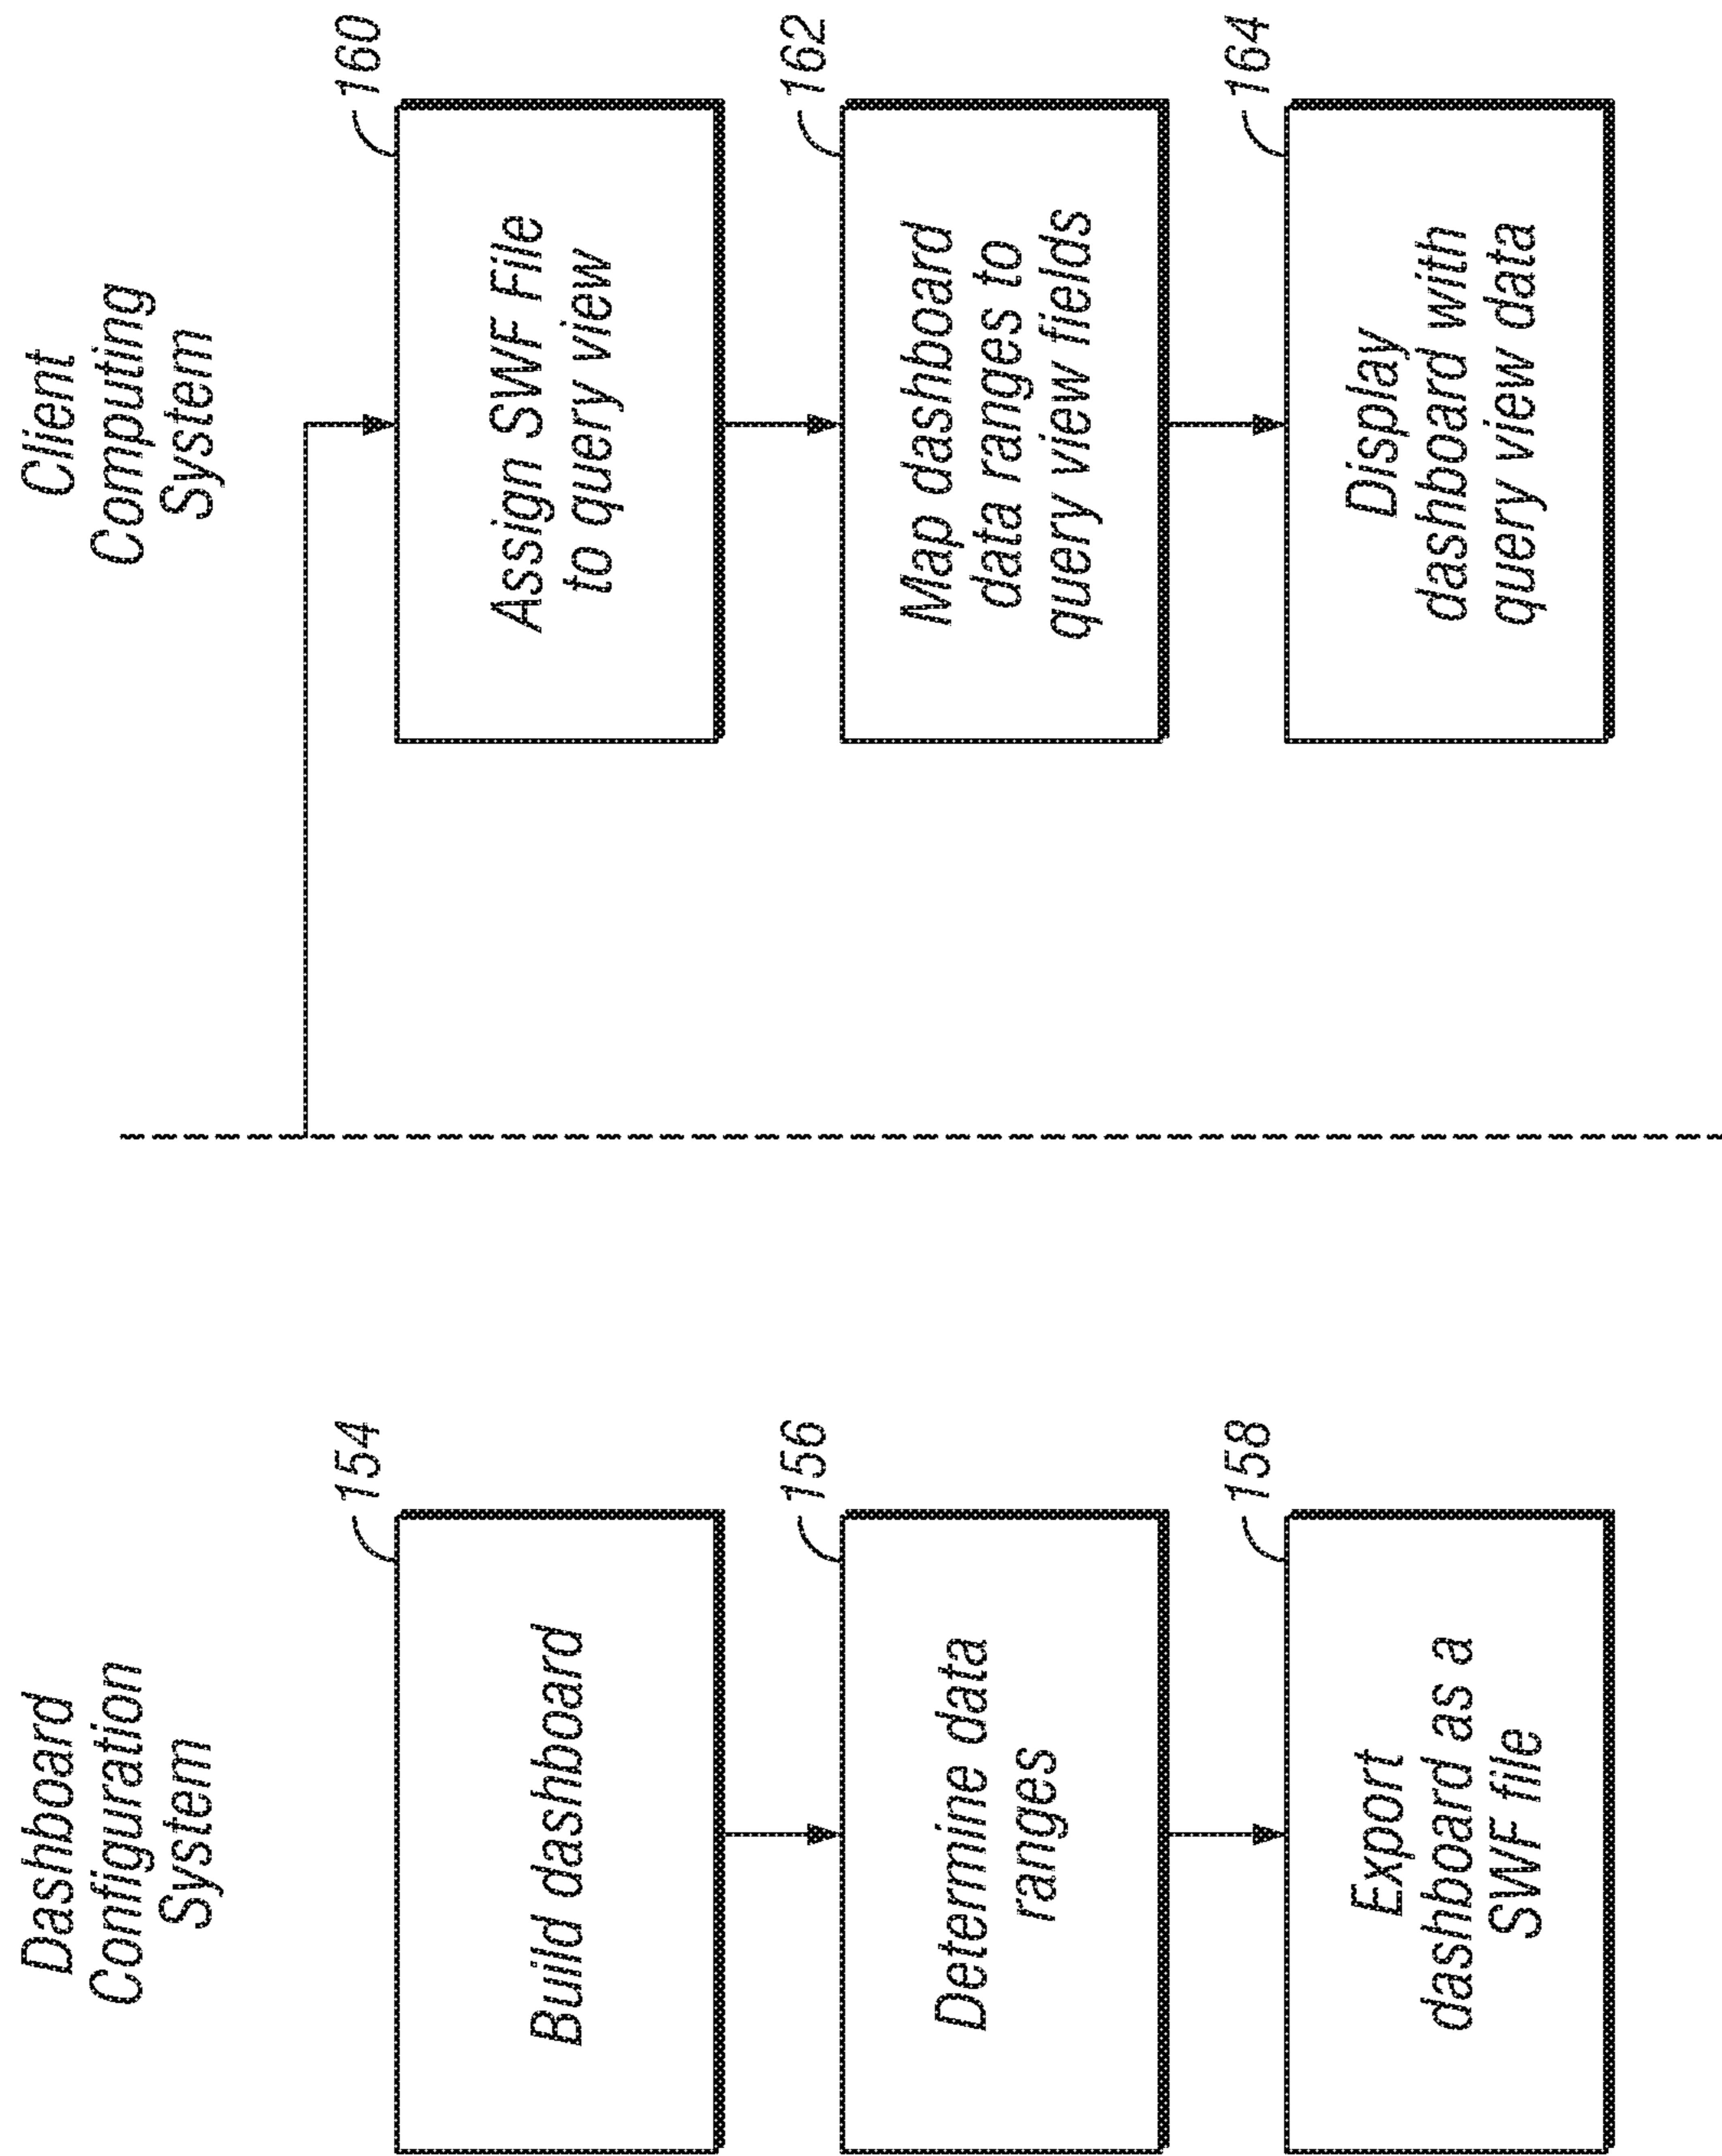 Dashboard
Configuration
System
154
Build dashboard
156
Determine data
ranges
158
Export
dashboard as a
SWF file
Client
Computing
System
160
Assign SWF File
to query view
162
Map dashboard
data ranges to
query view fields
164
Display
dashboard with
query view data